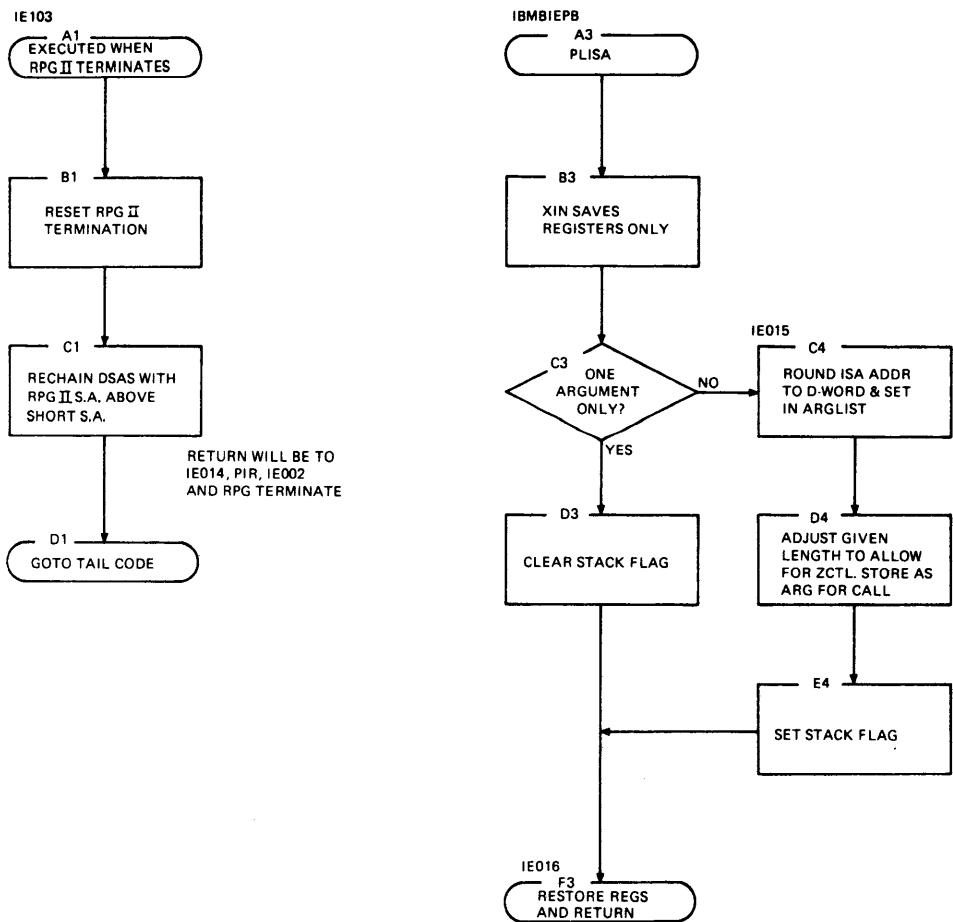 IE103
A1
EXECUTED WHEN
RPG II TERMINATES
B1
RESET RPG II
TERMINATION
C1
RECHAIN DSAS WITH
RPG II S.A. ABOVE
SHORT S.A.
RETURN WILL BE TO
IE014, PIR, IE002
AND RPG TERMINATE
D1
GOTO TAIL CODE
IBMBIEPB
A3
PLISA
B3
XIN SAVES
REGISTERS ONLY
C3
ONE
ARGUMENT
ONLY?
NO
YES
IE015
C4
ROUND ISA ADDR
TO D-WORD & SET
IN ARGLIST
D3
CLEAR STACK FLAG
D4
ADJUST GIVEN
LENGTH TO ALLOW
FOR ZCTL. STORE AS
ARG FOR CALL
E4
SET STACK FLAG
IE016
F3
RESTORE REGS
AND RETURN